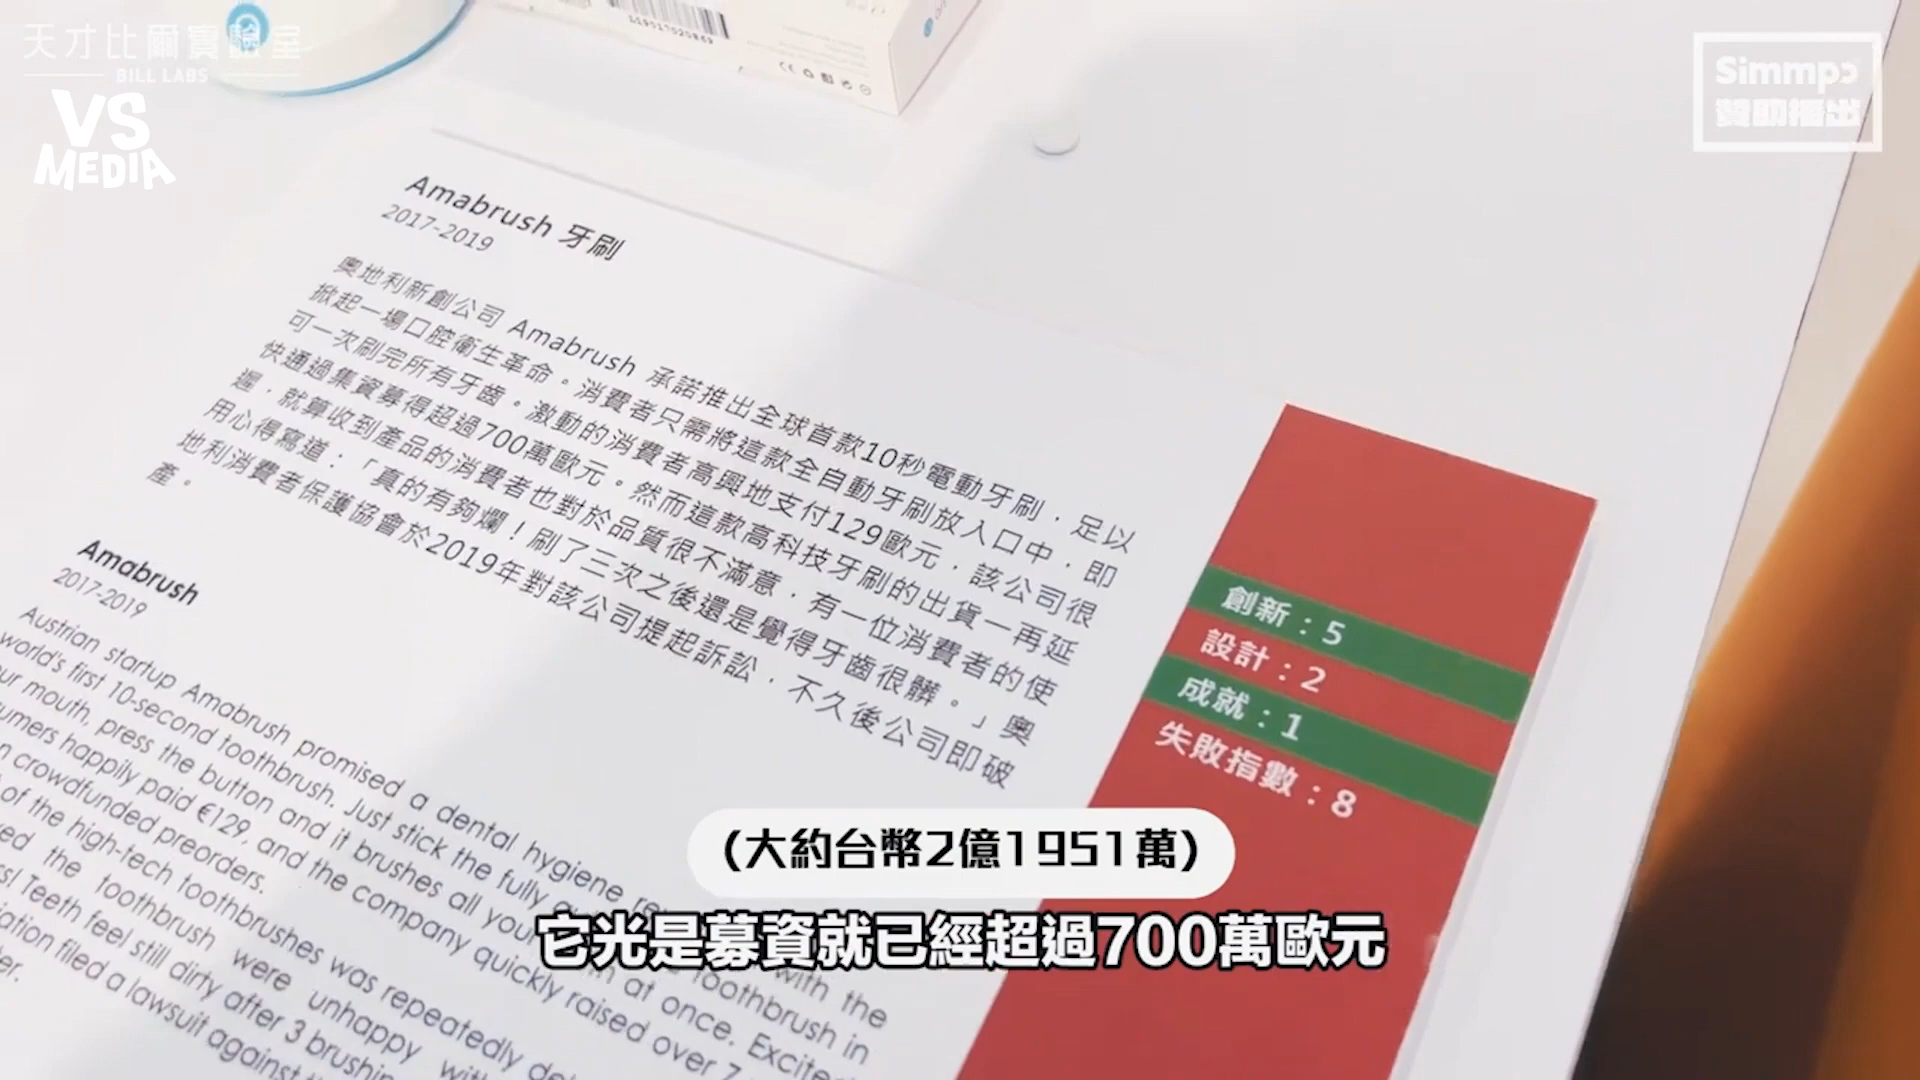 天才比爾實驗室
BILL LABS
VS
MEDIA
Simmpo
贊助播出
Amabrush 牙刷
2017-2019
奧地利新創公司 Amabrush 承諾推出全球首款10秒電動牙刷，足以
掀起一場口腔衛生革命。消費者只需將這款全自動牙刷放入口中，即
可一次刷完所有牙齒。激動的消費者高興地支付129歐元，該公司很
快通過集資募得超過700萬歐元。然而這款高科技牙刷的出貨一再延
遲，就算收到產品的消費者也對於品質很不滿意，有一位消費者的使
用心得寫道：「真的有夠爛！刷了三次之後還是覺得牙齒很髒。」奧
地利消費者保護協會於2019年對該公司提起訴訟，不久後公司即破
產。
創新：5
設計：2
成就：1
失敗指數：8
Amabrush
2017-2019
Austrian startup Amabrush promised a dental hygiene
world's first 10-second toothbrush. Just stick the fully
our mouth, press the button and it brushes all your
happily paid €129, and the company quickly raised over 7
crowdfunded preorders.
of the high-tech toothbrushes was repeatedly
the toothbrush were unhappy
Teeth feel still dirty after 3
filed a lawsuit against
with the
toothbrush in
at once.
(大約台幣2億1951萬)
它光是募資就已經超過700萬歐元